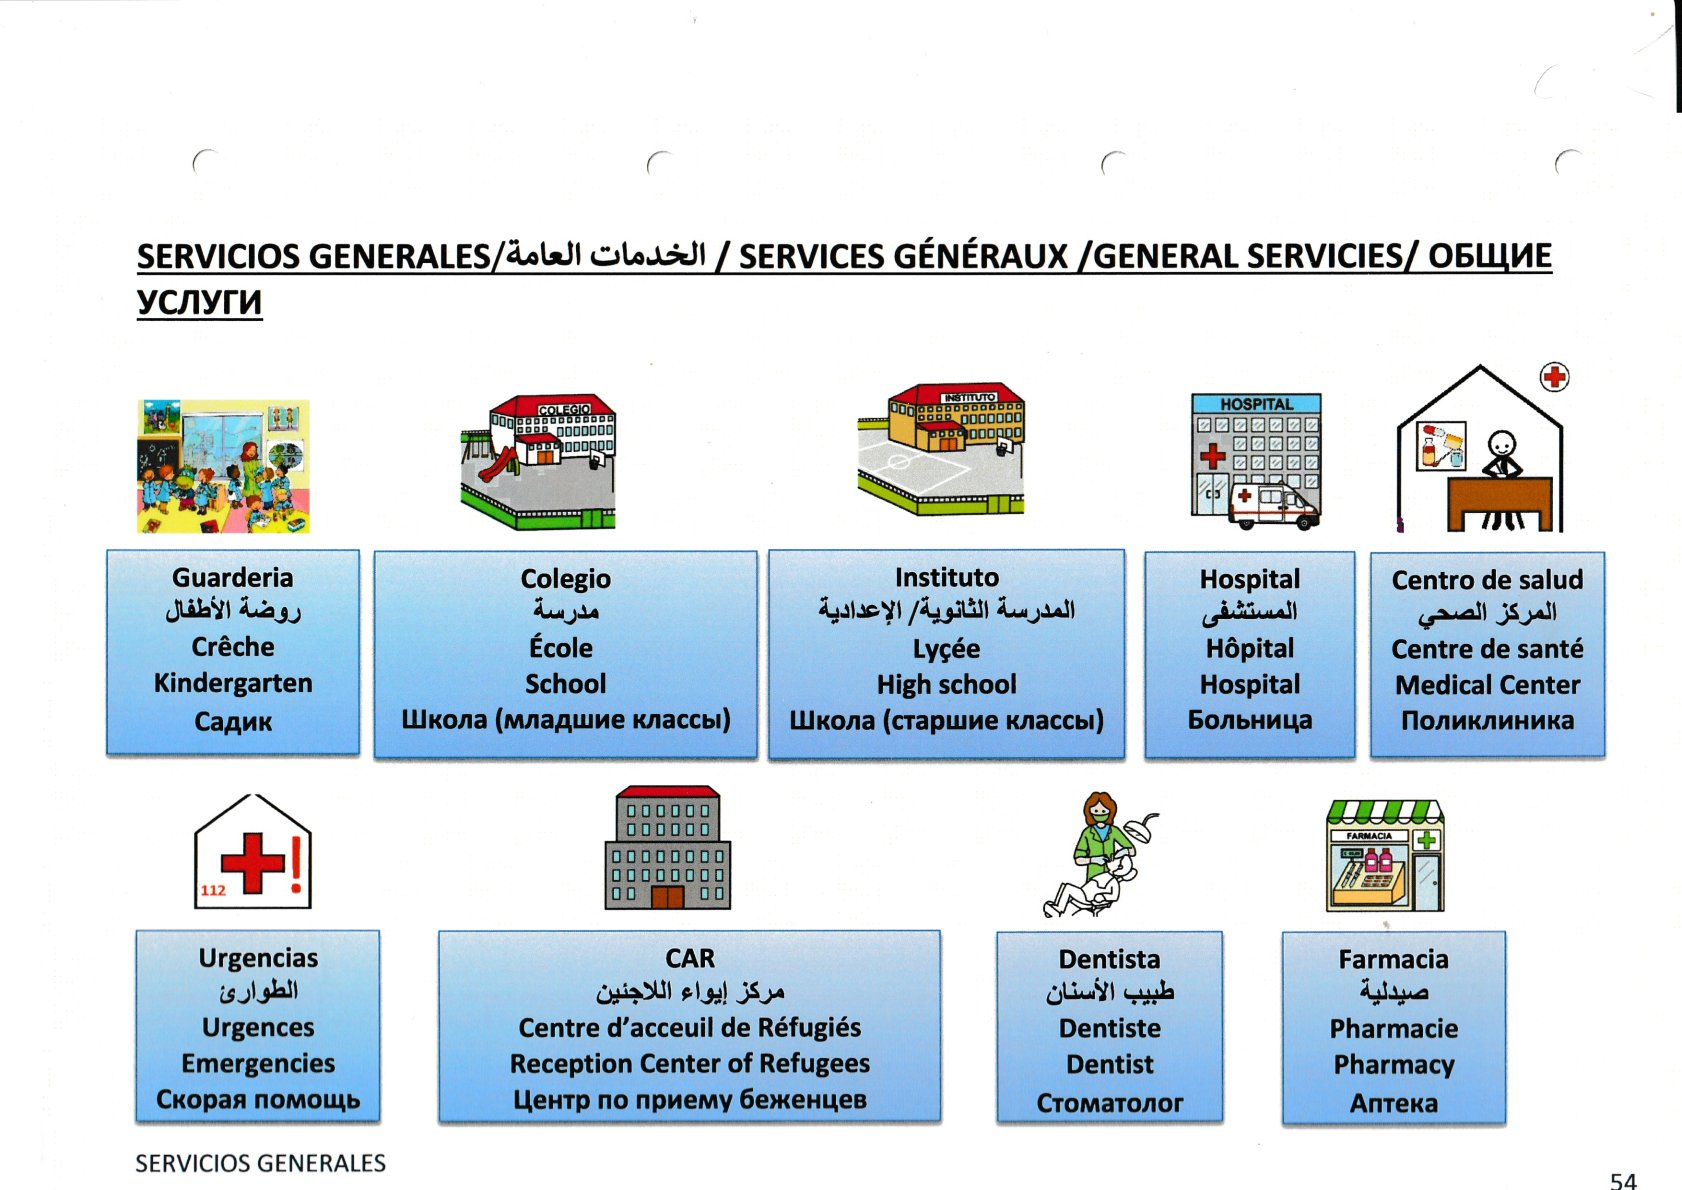 SERVICIOS GENERALES/الخدمات العامة / SERVICES GÉNÉRAUX /GENERAL SERVICIES/ ОБЩИЕ
УСЛУГИ
COLEGIO
INSTITUTO
HOSPITAL
Guarderia
روضة الأطفال
Crêche
Kindergarten
Садик
Colegio
مدرسة
École
School
Школа (младшие классы)
Instituto
المدرسة الثانوية/ الإعدادية
Lyçée
High school
Школа (старшие классы)
Hospital
المستشفى
Hôpital
Hospital
Больница
Centro de salud
المركز الصحي
Centre de santé
Medical Center
Поликлиника
112
FARMACIA
Urgencias
الطوارئ
Urgences
Emergencies
Скорая помощь
CAR
مركز إيواء اللاجئين
Centre d’acceuil de Réfugiés
Reception Center of Refugees
Центр по приему беженцев
Dentista
طبيب الأسنان
Dentiste
Dentist
Стоматолог
Farmacia
صيدلية
Pharmacie
Pharmacy
Аптека
SERVICIOS GENERALES
54